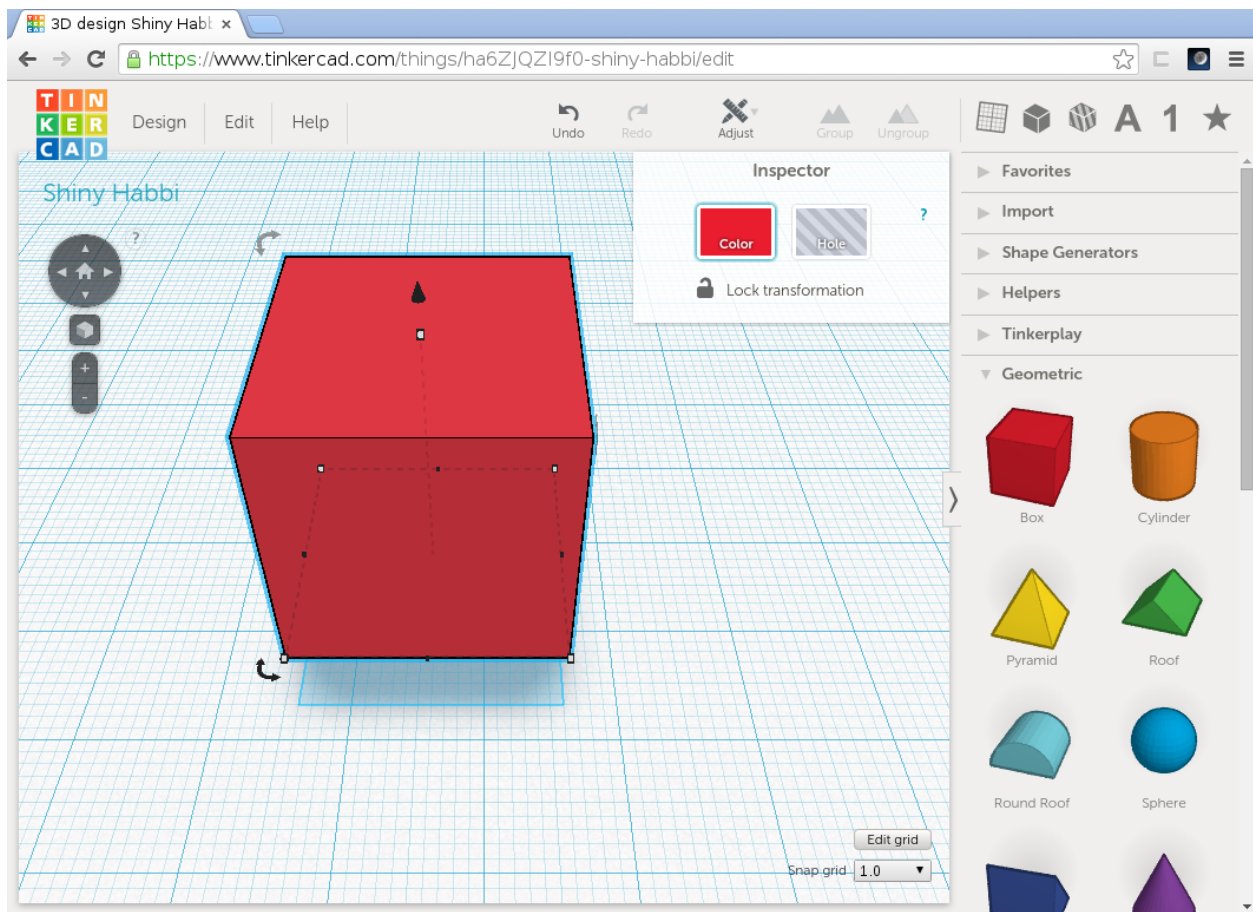 3D design Shiny Habb ×
https://www.tinkercad.com/things/ha6ZJQZI9f0-shiny-habbi/edit
TIN
KER
CAD
Design Edit Help
Undo Redo Adjust Group Ungroup
A 1
Shiny Habbi
?
+
-
Inspector
Color Hole ?
Lock transformation
Favorites
Import
Shape Generators
Helpers
Tinkerplay
Geometric
Box Cylinder
Pyramid Roof
Round Roof Sphere
Edit grid
Snap grid 1.0